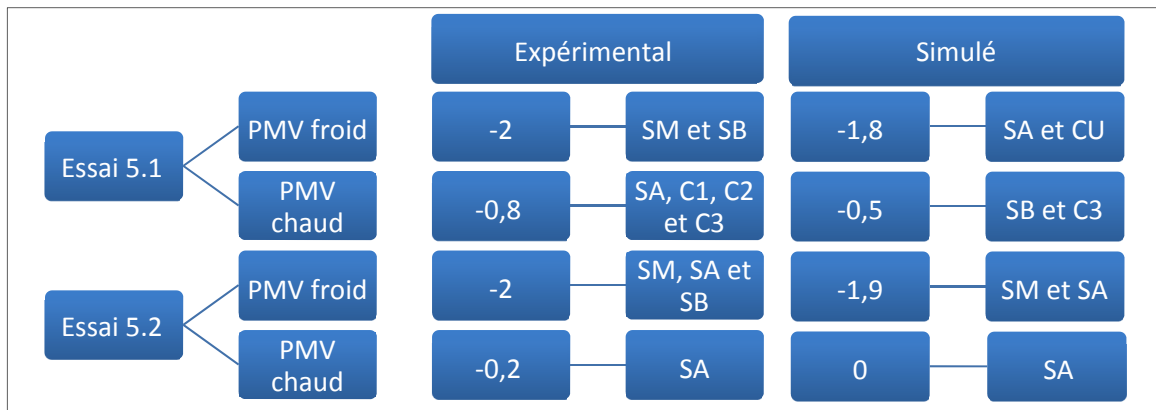 Expérimental
Simulé
Essai 5.1
PMV froid
-2
SM et SB
-1,8
SA et CU
PMV
chaud
-0,8
SA, C1, C2
et C3
-0,5
SB et C3
Essai 5.2
PMV froid
-2
SM, SA et
SB
-1,9
SM et SA
PMV
chaud
-0,2
SA
0
SA